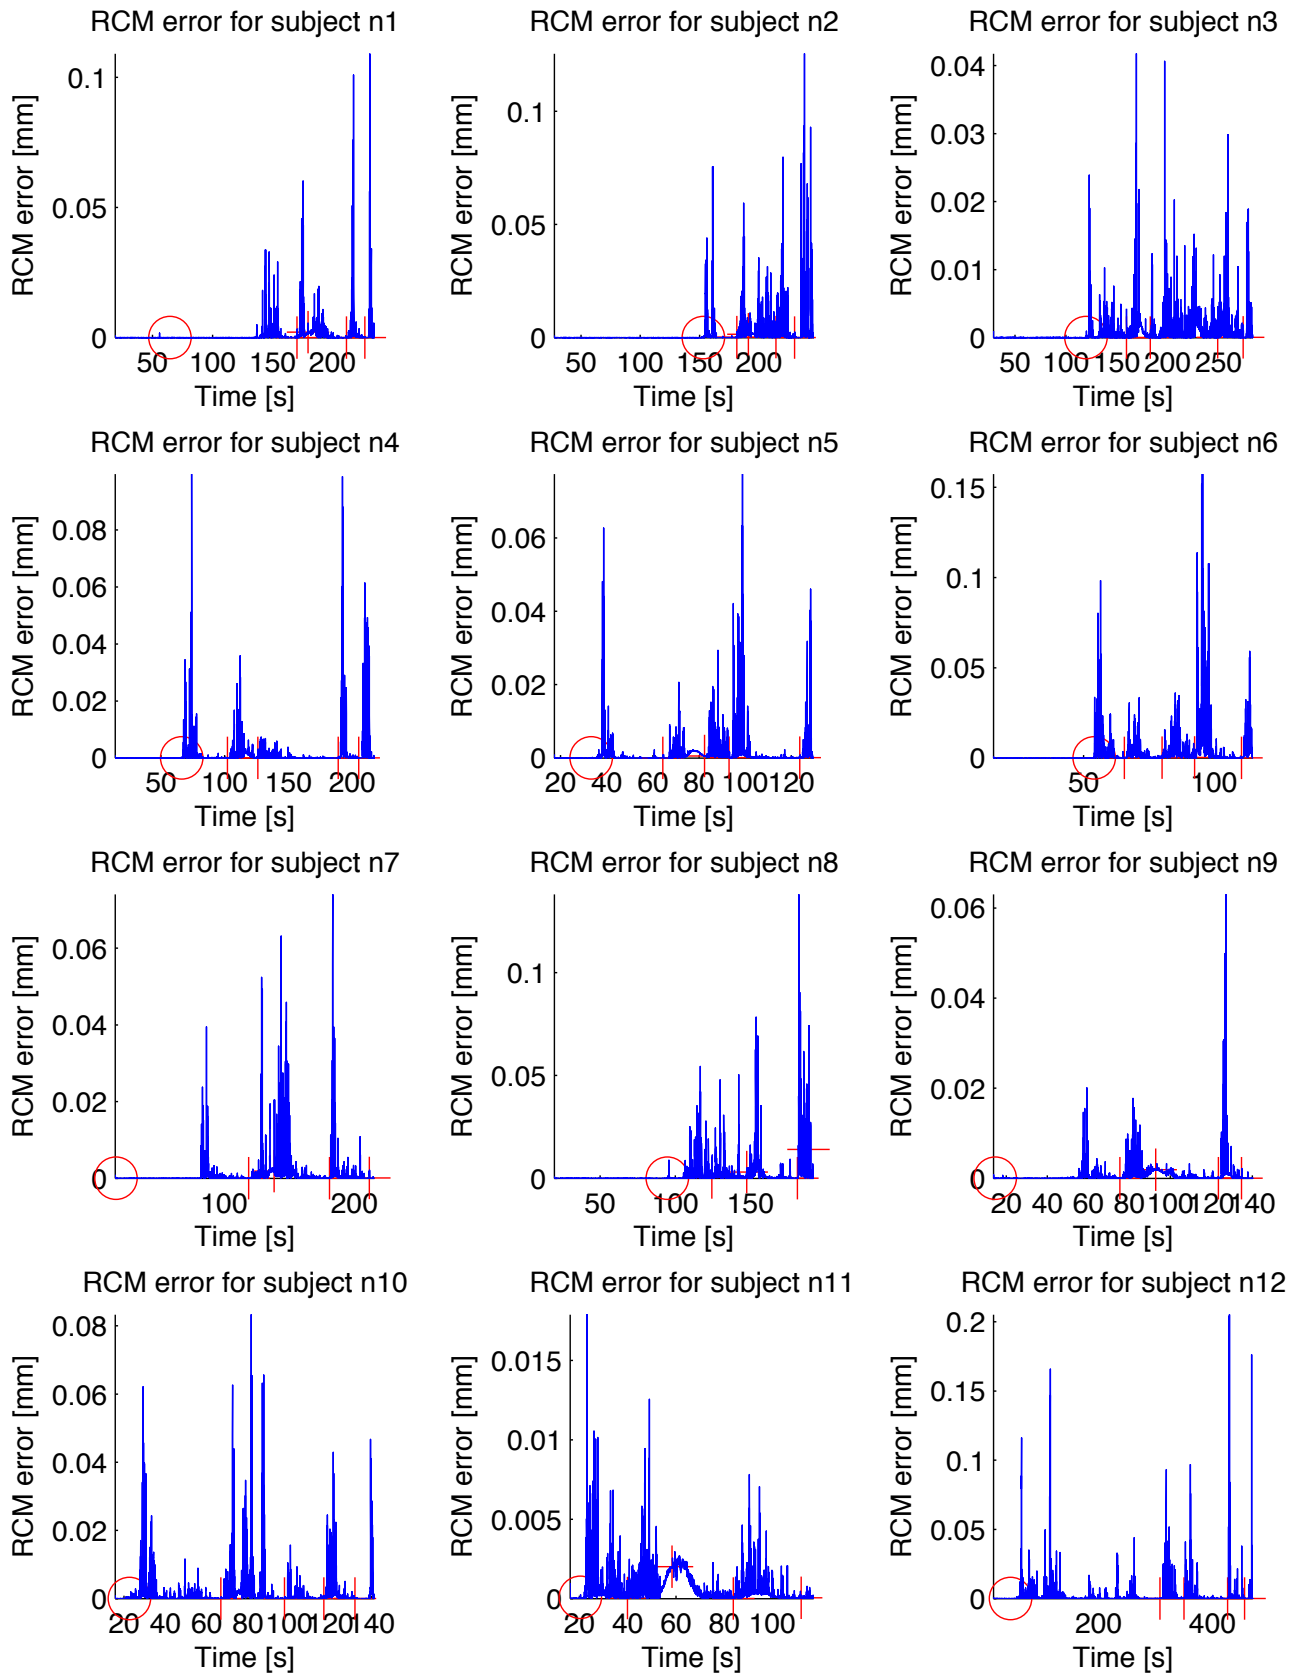 RCM error for subject n1
RCM error [mm]
0.1
0.05
0
50 100 150 200
Time [s]
RCM error for subject n2
RCM error [mm]
0.1
0.05
0
50 100 150 200
Time [s]
RCM error for subject n3
RCM error [mm]
0.04
0.03
0.02
0.01
0
50 100 150 200 250
Time [s]
RCM error for subject n4
RCM error [mm]
0.08
0.06
0.04
0.02
0
50 100 150 200
Time [s]
RCM error for subject n5
RCM error [mm]
0.06
0.04
0.02
0
20 40 60 80 100 120
Time [s]
RCM error for subject n6
RCM error [mm]
0.15
0.1
0.05
0
50 100
Time [s]
RCM error for subject n7
RCM error [mm]
0.06
0.04
0.02
0
100 200
Time [s]
RCM error for subject n8
RCM error [mm]
0.1
0.05
0
50 100 150
Time [s]
RCM error for subject n9
RCM error [mm]
0.06
0.04
0.02
0
20 40 60 80 100 120 140
Time [s]
RCM error for subject n10
RCM error [mm]
0.08
0.06
0.04
0.02
0
20 40 60 80 100 120 140
Time [s]
RCM error for subject n11
RCM error [mm]
0.015
0.01
0.005
0
20 40 60 80 100
Time [s]
RCM error for subject n12
RCM error [mm]
0.2
0.15
0.1
0.05
0
200 400
Time [s]